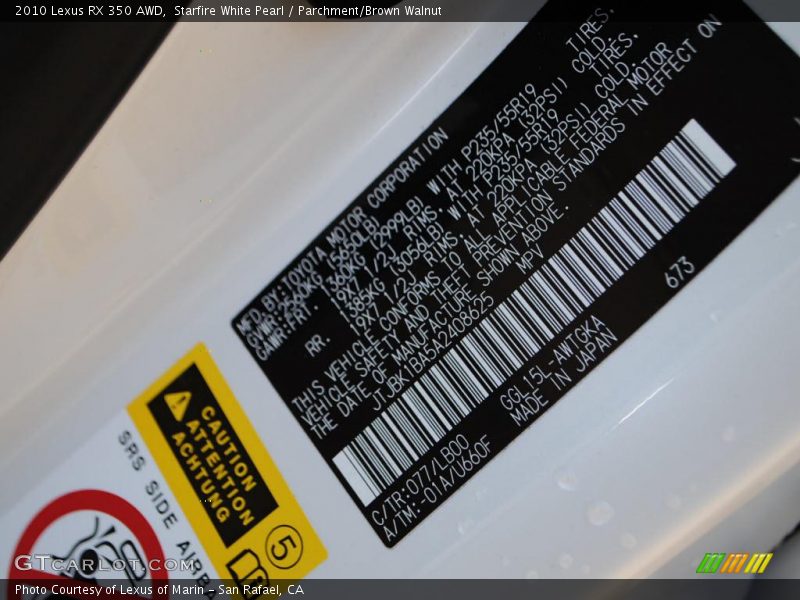 2010 Lexus RX 350 AWD, Starfire White Pearl / Parchment/Brown Walnut
MFD.BY:TOYOTA MOTOR CORPORATION
GVWR: 2560KG (5650LB)
GAWR:FRT. 1360KG (2999LB) WITH P235/55R19 TIRES.
19X7 1/2J RIMS. AT 220KPA (32PSI) COLD.
RR. 1385KG (3056LB) WITH P235/55R19 TIRES.
19X7 1/2J RIMS. AT 220KPA (32PSI) COLD.
THIS VEHICLE CONFORMS TO ALL APPLICABLE FEDERAL MOTOR
VEHICLE SAFETY AND THEFT PREVENTION STANDARDS IN EFFECT ON
THE DATE OF MANUFACTURE SHOWN ABOVE.
JTJBK1BA5A2408695 MPV
673
C/TR:077/LB00 GGL15L-AWTGKA
A/TM:-01A/U660F MADE IN JAPAN
CAUTION
ATTENTION
ACHTUNG
5
SRS SIDE AIRBA
GTCARLOT.COM
Photo Courtesy of Lexus of Marin - San Rafael, CA